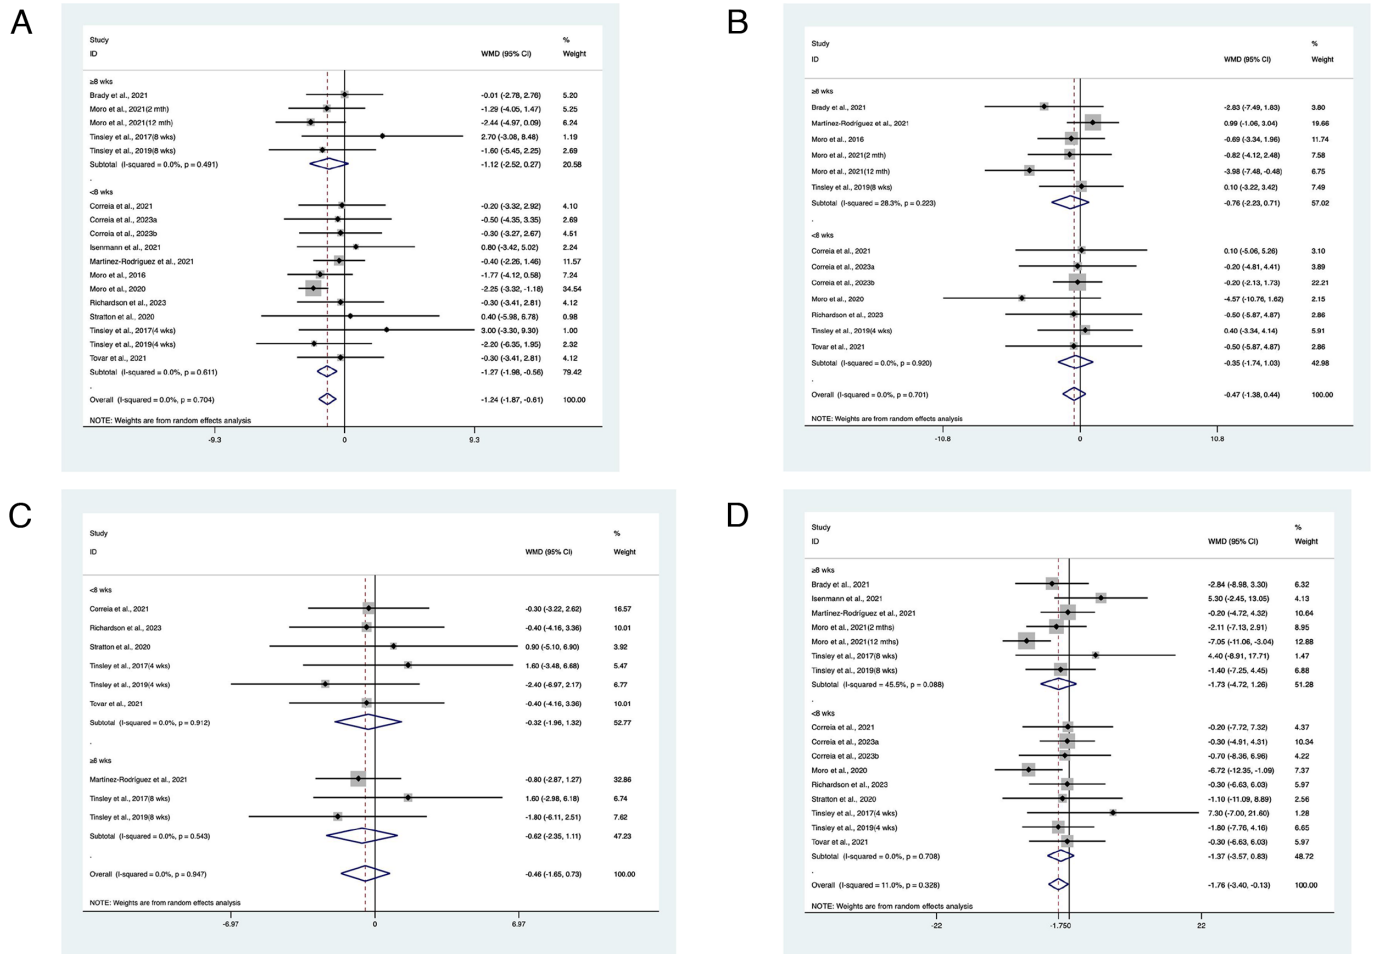 A
Study %
ID WMD (95% CI) Weight
≥8 wks
Brady et al., 2021 -0.01 (-2.78, 2.76) 5.20
Moro et al., 2021(2 mth) -1.29 (-4.05, 1.47) 5.25
Moro et al., 2021(12 mth) -2.44 (-4.97, 0.09) 6.24
Tinsley et al., 2017(8 wks) 2.70 (-3.08, 8.48) 1.19
Tinsley et al., 2019(8 wks) -1.60 (-5.45, 2.25) 2.69
Subtotal (I-squared = 0.0%, p = 0.491) -1.12 (-2.52, 0.27) 20.58
.
<8 wks
Correia et al., 2021 -0.20 (-3.32, 2.92) 4.10
Correia et al., 2023a -0.50 (-4.35, 3.35) 2.69
Correia et al., 2023b -0.30 (-3.27, 2.67) 4.51
Isenmann et al., 2021 0.80 (-3.42, 5.02) 2.24
Martínez-Rodríguez et al., 2021 -0.40 (-2.26, 1.46) 11.57
Moro et al., 2016 -1.77 (-4.12, 0.58) 7.24
Moro et al., 2020 -2.25 (-3.32, -1.18) 34.54
Richardson et al., 2023 -0.30 (-3.41, 2.81) 4.12
Stratton et al., 2020 0.40 (-5.98, 6.78) 0.98
Tinsley et al., 2017(4 wks) 3.00 (-3.30, 9.30) 1.00
Tinsley et al., 2019(4 wks) -2.20 (-6.35, 1.95) 2.32
Tovar et al., 2021 -0.30 (-3.41, 2.81) 4.12
Subtotal (I-squared = 0.0%, p = 0.611) -1.27 (-1.98, -0.56) 79.42
.
Overall (I-squared = 0.0%, p = 0.704) -1.24 (-1.87, -0.61) 100.00
NOTE: Weights are from random effects analysis
-9.3 0 9.3
B
Study %
ID WMD (95% CI) Weight
≥8 wks
Brady et al., 2021 -2.83 (-7.49, 1.83) 3.80
Martínez-Rodríguez et al., 2021 0.99 (-1.06, 3.04) 19.66
Moro et al., 2016 -0.69 (-3.34, 1.96) 11.74
Moro et al., 2021(2 mth) -0.82 (-4.12, 2.48) 7.58
Moro et al., 2021(12 mth) -3.98 (-7.48, -0.48) 6.75
Tinsley et al., 2019(8 wks) 0.10 (-3.22, 3.42) 7.49
Subtotal (I-squared = 28.3%, p = 0.223) -0.76 (-2.23, 0.71) 57.02
.
<8 wks
Correia et al., 2021 0.10 (-5.06, 5.26) 3.10
Correia et al., 2023a -0.20 (-4.81, 4.41) 3.89
Correia et al., 2023b -0.20 (-2.13, 1.73) 22.21
Moro et al., 2020 -4.57 (-10.76, 1.62) 2.15
Richardson et al., 2023 -0.50 (-5.87, 4.87) 2.86
Tinsley et al., 2019(4 wks) 0.40 (-3.34, 4.14) 5.91
Tovar et al., 2021 -0.50 (-5.87, 4.87) 2.86
Subtotal (I-squared = 0.0%, p = 0.920) -0.35 (-1.74, 1.03) 42.98
.
Overall (I-squared = 0.0%, p = 0.701) -0.47 (-1.38, 0.44) 100.00
NOTE: Weights are from random effects analysis
-10.8 0 10.8
C
Study %
ID WMD (95% CI) Weight
<8 wks
Correia et al., 2021 -0.30 (-3.22, 2.62) 16.57
Richardson et al., 2023 -0.40 (-4.16, 3.36) 10.01
Stratton et al., 2020 0.90 (-5.10, 6.90) 3.92
Tinsley et al., 2017(4 wks) 1.60 (-3.48, 6.68) 5.47
Tinsley et al., 2019(4 wks) -2.40 (-6.97, 2.17) 6.77
Tovar et al., 2021 -0.40 (-4.16, 3.36) 10.01
Subtotal (I-squared = 0.0%, p = 0.912) -0.32 (-1.96, 1.32) 52.77
.
≥8 wks
Martínez-Rodríguez et al., 2021 -0.80 (-2.87, 1.27) 32.86
Tinsley et al., 2017(8 wks) 1.60 (-2.98, 6.18) 6.74
Tinsley et al., 2019(8 wks) -1.80 (-6.11, 2.51) 7.62
Subtotal (I-squared = 0.0%, p = 0.543) -0.62 (-2.35, 1.11) 47.23
.
Overall (I-squared = 0.0%, p = 0.947) -0.46 (-1.65, 0.73) 100.00
NOTE: Weights are from random effects analysis
-6.97 0 6.97
D
Study %
ID WMD (95% CI) Weight
≥8 wks
Brady et al., 2021 -2.84 (-8.98, 3.30) 6.32
Isenmann et al., 2021 5.30 (-2.45, 13.05) 4.13
Martínez-Rodríguez et al., 2021 -0.20 (-4.72, 4.32) 10.64
Moro et al., 2021(2 mths) -2.11 (-7.13, 2.91) 8.95
Moro et al., 2021(12 mths) -7.05 (-11.06, -3.04) 12.88
Tinsley et al., 2017(8 wks) 4.40 (-8.91, 17.71) 1.47
Tinsley et al., 2019(8 wks) -1.40 (-7.25, 4.45) 6.88
Subtotal (I-squared = 45.5%, p = 0.088) -1.73 (-4.72, 1.26) 51.28
.
<8 wks
Correia et al., 2021 -0.20 (-7.72, 7.32) 4.37
Correia et al., 2023a -0.30 (-4.91, 4.31) 10.34
Correia et al., 2023b -0.70 (-8.36, 6.96) 4.22
Moro et al., 2020 -6.72 (-12.35, -1.09) 7.37
Richardson et al., 2023 -0.30 (-6.63, 6.03) 5.97
Stratton et al., 2020 -1.10 (-11.09, 8.89) 2.56
Tinsley et al., 2017(4 wks) 7.30 (-7.00, 21.60) 1.28
Tinsley et al., 2019(4 wks) -1.80 (-7.76, 4.16) 6.65
Tovar et al., 2021 -0.30 (-6.63, 6.03) 5.97
Subtotal (I-squared = 0.0%, p = 0.708) -1.37 (-3.57, 0.83) 48.72
.
Overall (I-squared = 11.0%, p = 0.328) -1.76 (-3.40, -0.13) 100.00
NOTE: Weights are from random effects analysis
-22 -1.750 22